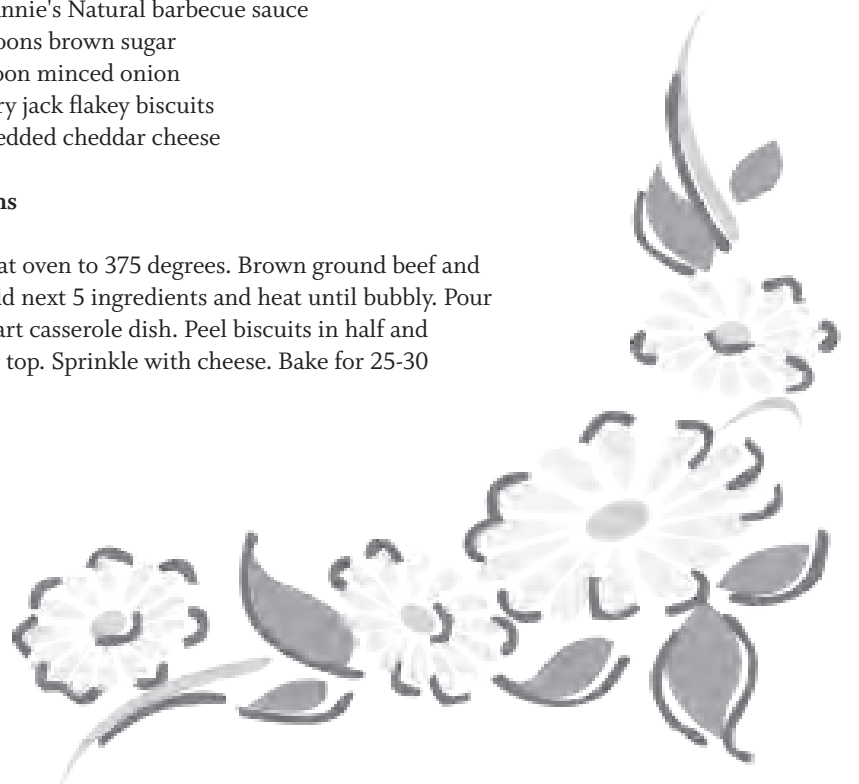 nnie's Natural barbecue sauce
oons brown sugar
oon minced onion
ry jack flakey biscuits
edded cheddar cheese
ns
at oven to 375 degrees. Brown ground beef and
ld next 5 ingredients and heat until bubbly. Pour
art casserole dish. Peel biscuits in half and
top. Sprinkle with cheese. Bake for 25-30